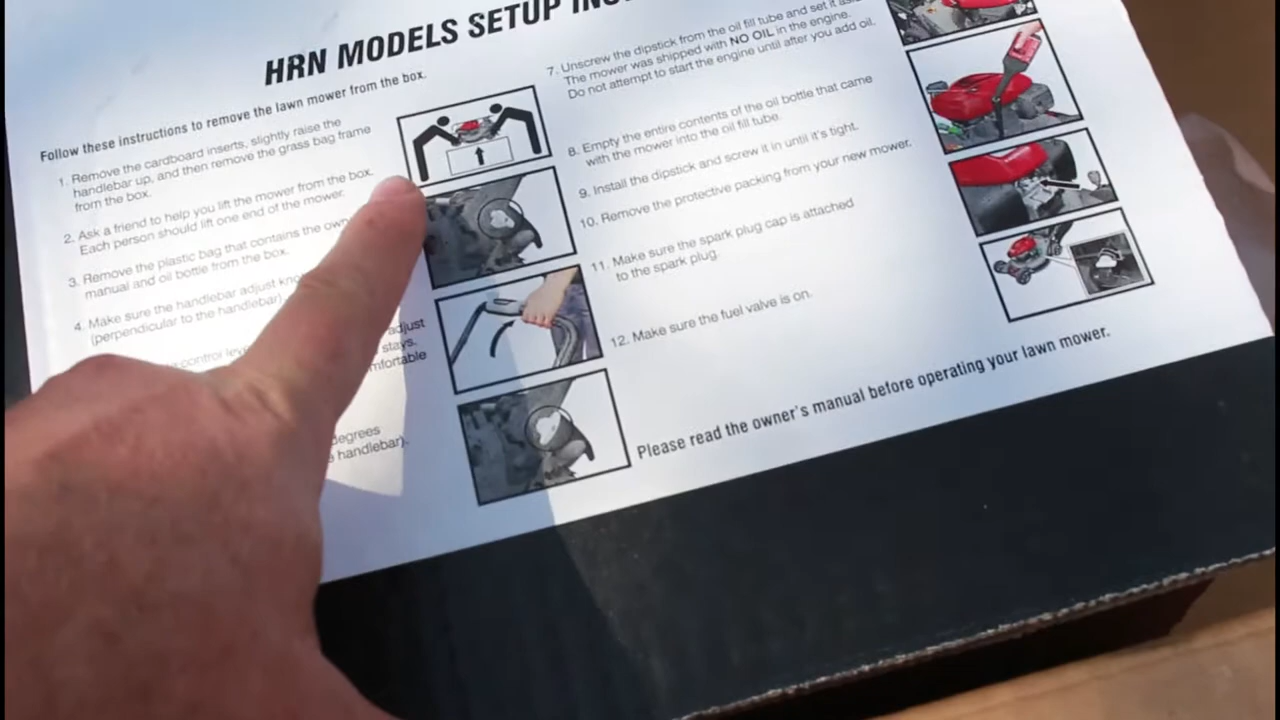 HRN MODELS SETUP
Follow these instructions to remove the lawn mower from the box.
1. Remove the cardboard inserts, slightly raise the
handlebar up, and then remove the grass bag frame
from the box.
2. Ask a friend to help you lift the mower from the box.
Each person should lift one end of the mower.
3. Remove the plastic bag that contains the
manual and oil bottle from the box.
4. Make sure the handlebar adjust
(perpendicular to the handlebar)
control
adjust
stays.
handlebar).
7. Unscrew the dipstick from the oil fill tube and set it
The mower was shipped with NO OIL in the engine.
Do not attempt to start the engine until after you add oil.
8. Empty the entire contents of the oil bottle that came
with the mower into the oil fill tube.
9. Install the dipstick and screw it in until it's tight.
10. Remove the protective packing from your new mower.
11. Make sure the spark plug cap is attached
to the spark plug.
12. Make sure the fuel valve is on.
Please read the owner's manual before operating your lawn mower.